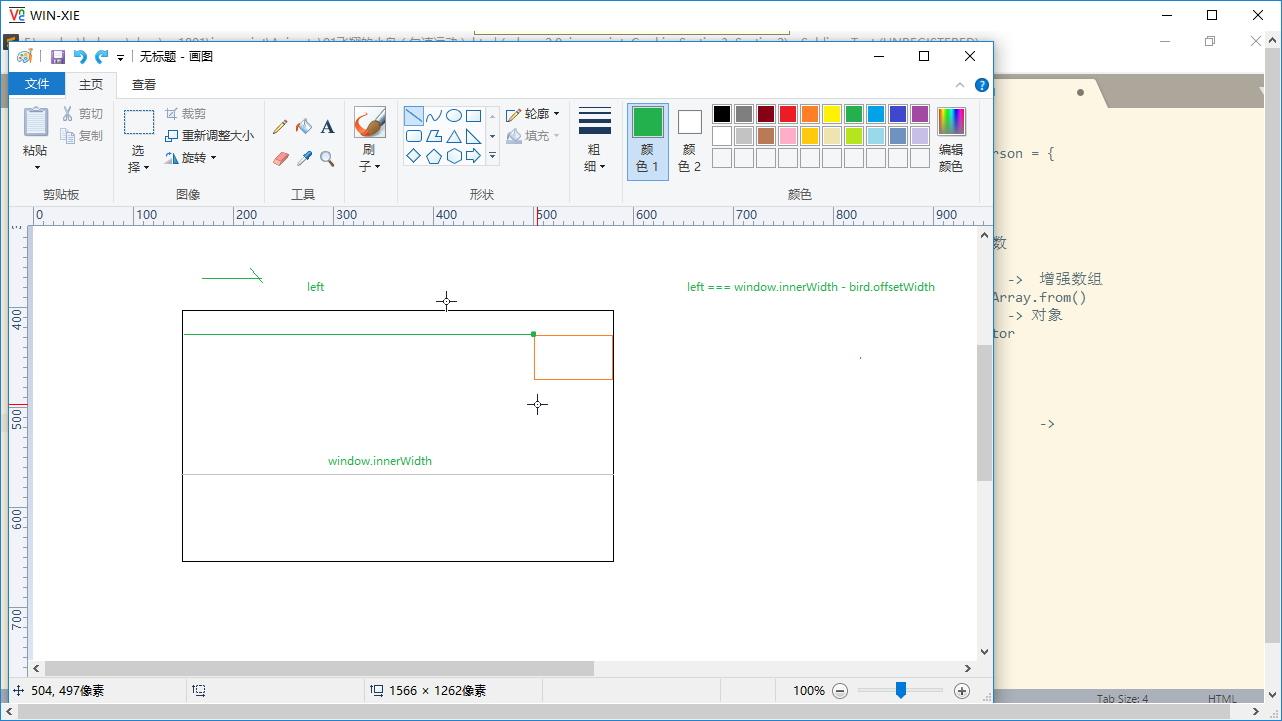 WIN-XIE
无标题 - 画图
文件 主页 查看
粘贴 剪切 复制
选择 裁剪 重新调整大小 旋转
刷子
轮廓 填充
粗细
颜色 1 颜色 2
编辑颜色
剪贴板 图像 工具 形状 颜色
0 100 200 300 400 500 600 700 800 900
400
500
600
700
left
left === window.innerWidth - bird.offsetWidth
window.innerWidth
rson = {
数
-> 增强数组
Array.from()
-> 对象
tor
->
504, 497像素 1566 × 1262像素 100%
Tab Size: 4 HTML